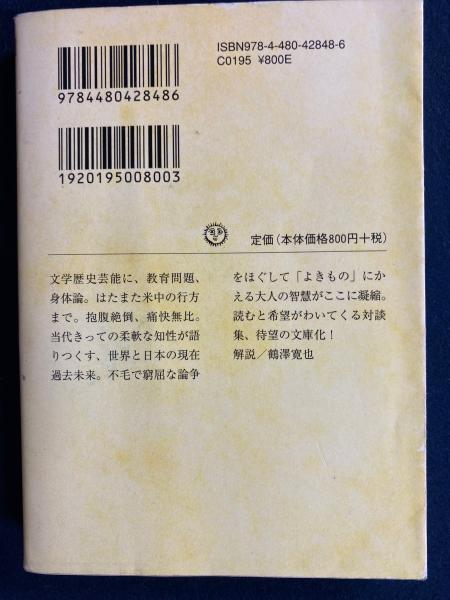 ISBN978-4-480-42848-6
C0195 ¥800E
9784480428486
1920195008003
定価(本体価格800円+税)
文学歴史芸能に、教育問題、
身体論。はたまた米中の行方
まで。抱腹絶倒、痛快無比。
当代きっての柔軟な知性が語
りつくす、世界と日本の現在
過去未来。不毛で窮屈な論争
をほぐして「よきもの」にか
える大人の智慧がここに凝縮。
読むと希望がわいてくる対談
集、待望の文庫化!
解説/鶴澤寛也